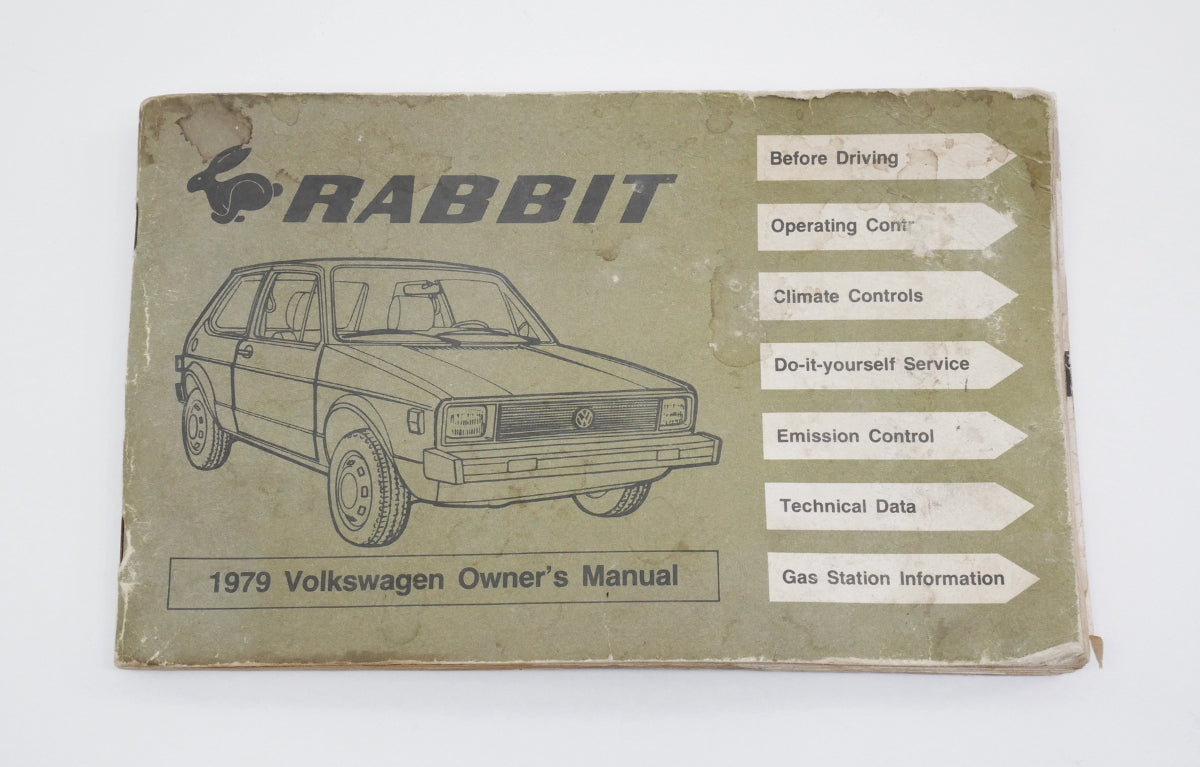 RABBIT
1979 Volkswagen Owner's Manual
Before Driving
Operating
Climate Controls
Do-it-yourself Service
Emission Control
Technical Data
Gas Station Information